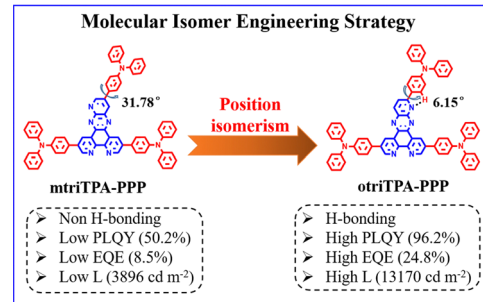 Molecular Isomer Engineering Strategy
N
N
31.78°
H
6.15°
N
N
N
N
N
N
Position
isomerism
N
N
N
N
N
N
N
N
N
N
mtriTPA-PPP
otriTPA-PPP
➢ Non H-bonding
➢ Low PLQY (50.2%)
➢ Low EQE (8.5%)
➢ Low L (3896 cd m⁻²)
➢ H-bonding
➢ High PLQY (96.2%)
➢ High EQE (24.8%)
➢ High L (13170 cd m⁻²)